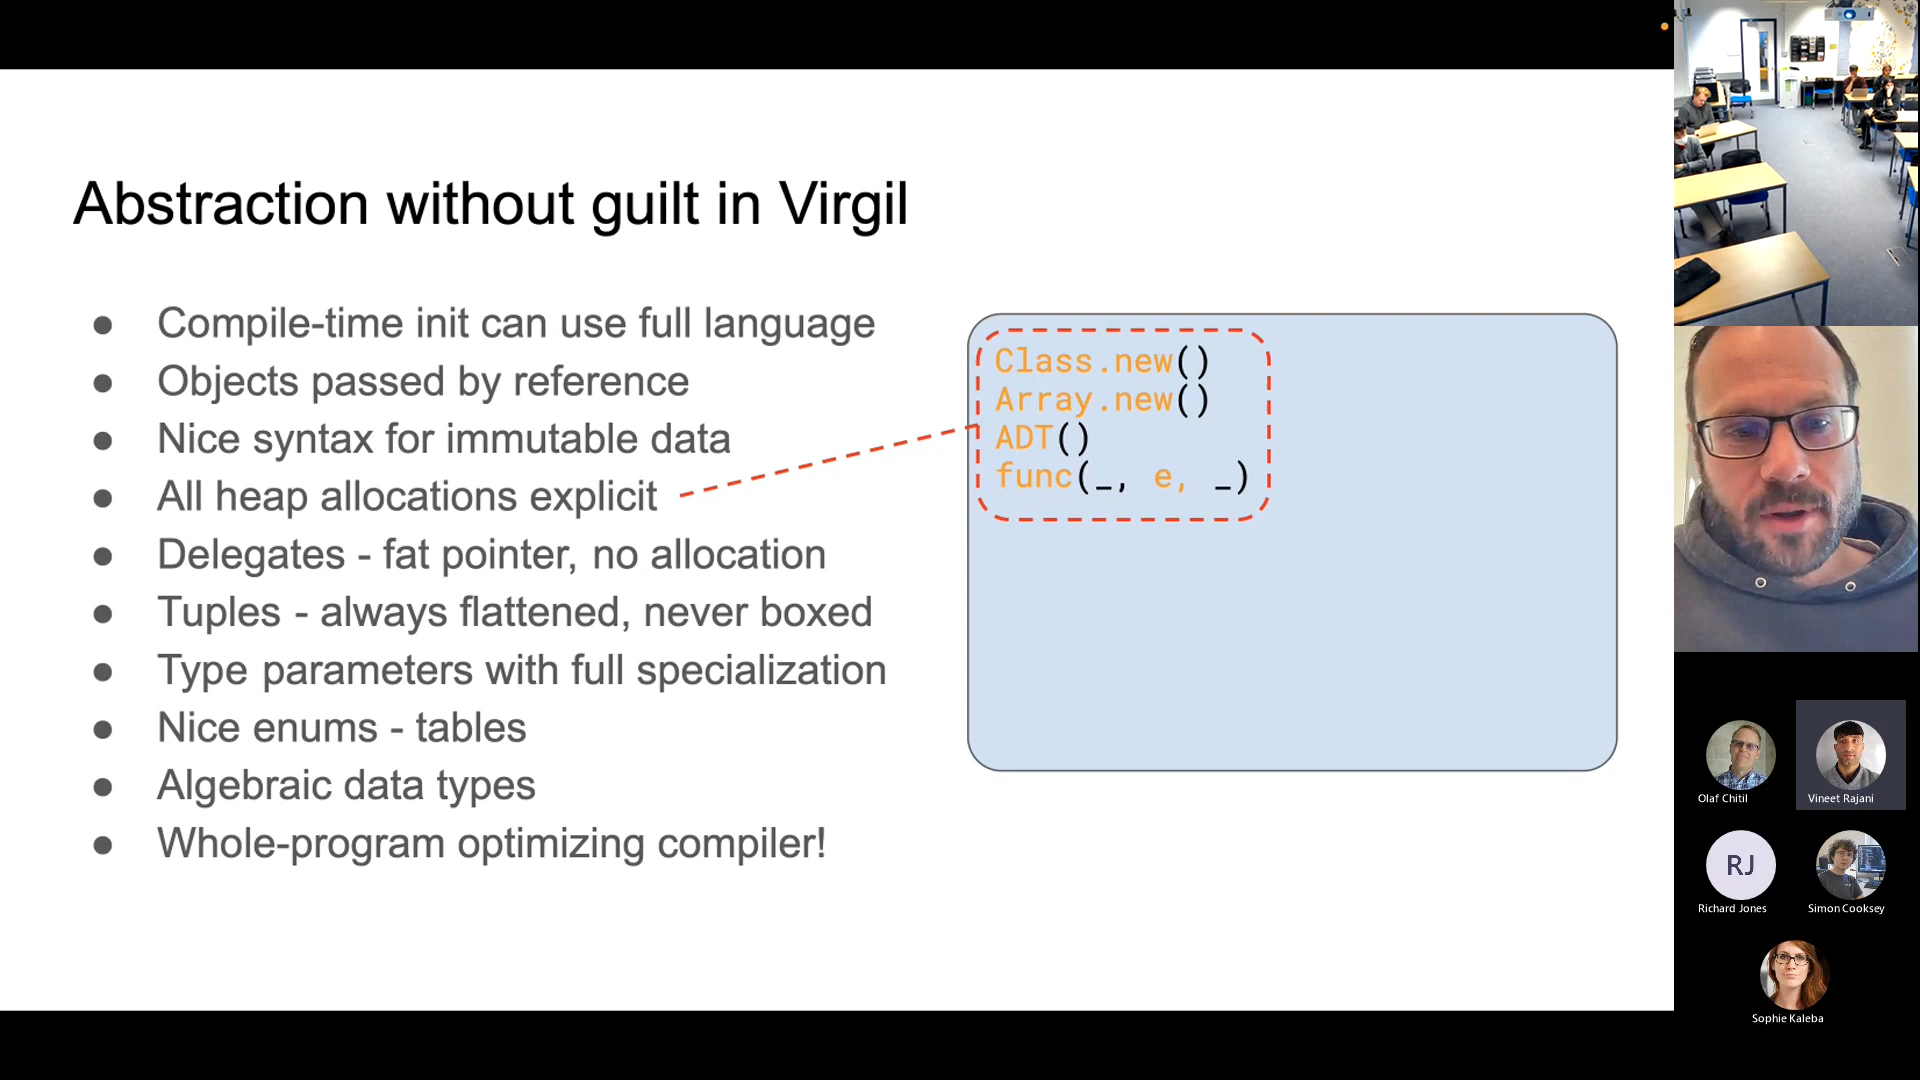 Abstraction without guilt in Virgil
● Compile-time init can use full language
● Objects passed by reference
● Nice syntax for immutable data
● All heap allocations explicit
● Delegates - fat pointer, no allocation
● Tuples - always flattened, never boxed
● Type parameters with full specialization
● Nice enums - tables
● Algebraic data types
● Whole-program optimizing compiler!
Class.new()
Array.new()
ADT()
func(_, e, _)
Olaf Chitil
Vineet Rajani
RJ
Richard Jones
Simon Cooksey
Sophie Kaleba